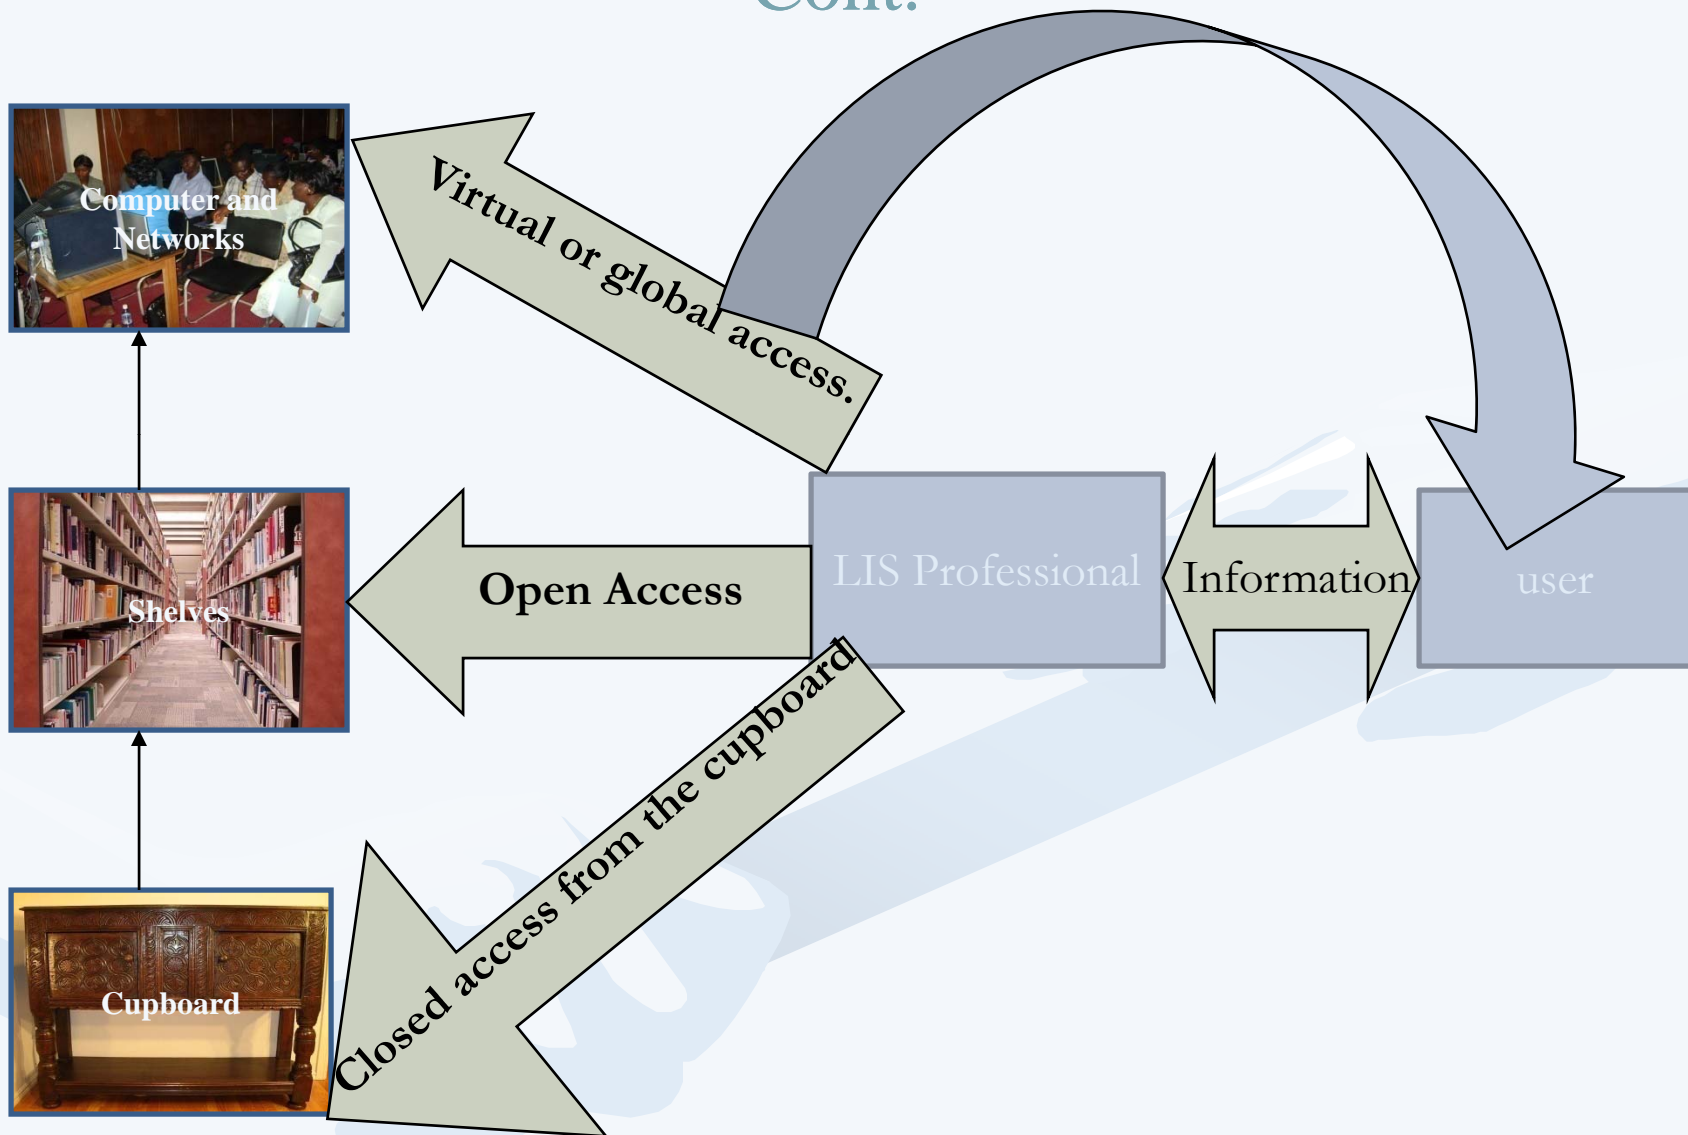 Cont.
Computer and
Networks
Virtual or global access.
Shelves
Open Access
LIS Professional
Information
user
Closed access from the cupboard
Cupboard